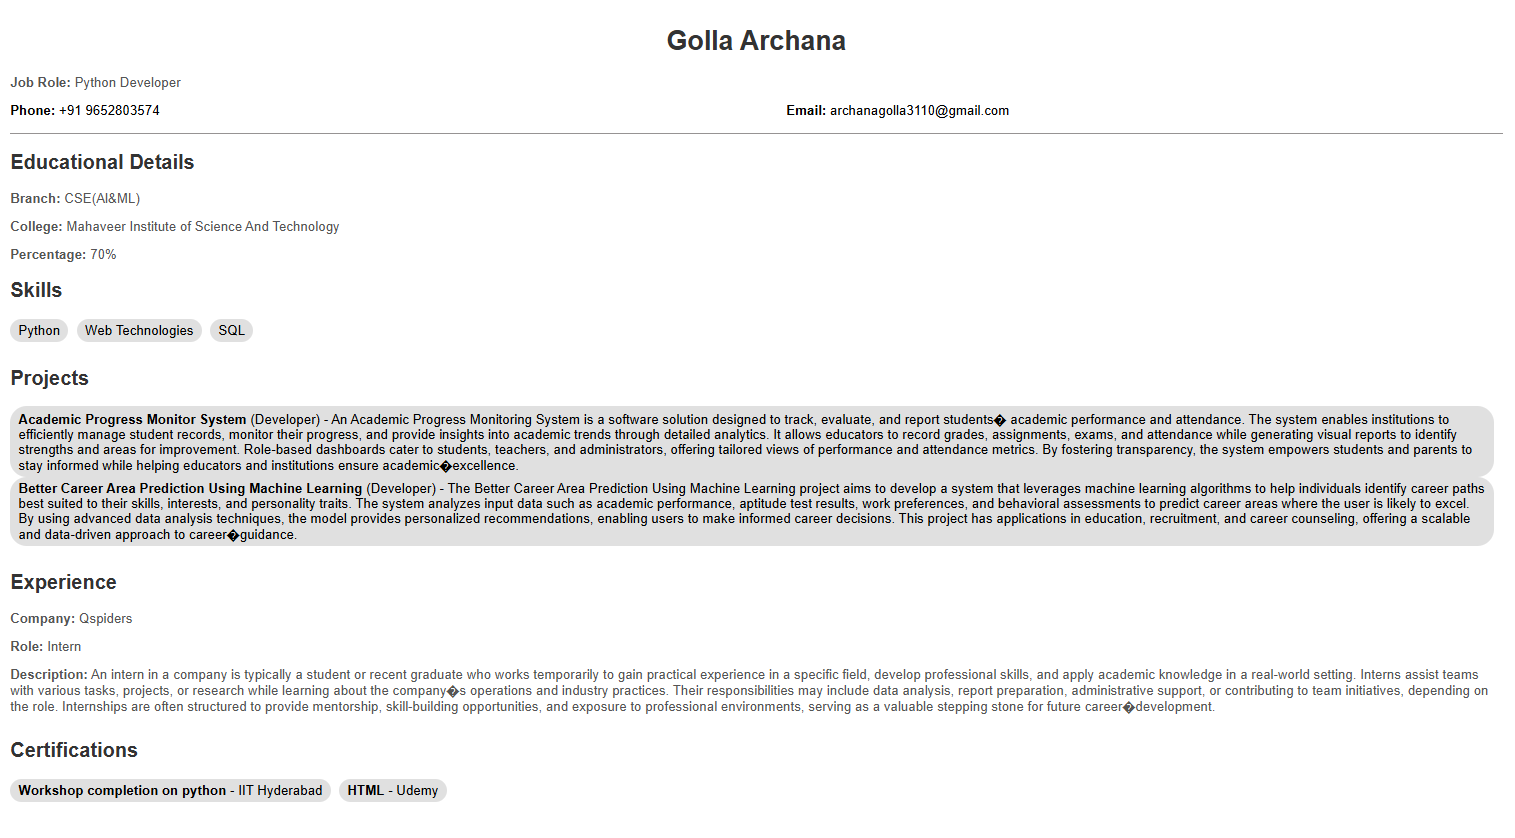 Golla Archana
Job Role: Python Developer
Phone: +91 9652803574 Email: archanagolla3110@gmail.com
Educational Details
Branch: CSE(AI&ML)
College: Mahaveer Institute of Science And Technology
Percentage: 70%
Skills
Python Web Technologies SQL
Projects
Academic Progress Monitor System (Developer) - An Academic Progress Monitoring System is a software solution designed to track, evaluate, and report students� academic performance and attendance. The system enables institutions to
efficiently manage student records, monitor their progress, and provide insights into academic trends through detailed analytics. It allows educators to record grades, assignments, exams, and attendance while generating visual reports to identify
strengths and areas for improvement. Role-based dashboards cater to students, teachers, and administrators, offering tailored views of performance and attendance metrics. By fostering transparency, the system empowers students and parents to
stay informed while helping educators and institutions ensure academic�excellence.
Better Career Area Prediction Using Machine Learning (Developer) - The Better Career Area Prediction Using Machine Learning project aims to develop a system that leverages machine learning algorithms to help individuals identify career paths
best suited to their skills, interests, and personality traits. The system analyzes input data such as academic performance, aptitude test results, work preferences, and behavioral assessments to predict career areas where the user is likely to excel.
By using advanced data analysis techniques, the model provides personalized recommendations, enabling users to make informed career decisions. This project has applications in education, recruitment, and career counseling, offering a scalable
and data-driven approach to career�guidance.
Experience
Company: Qspiders
Role: Intern
Description: An intern in a company is typically a student or recent graduate who works temporarily to gain practical experience in a specific field, develop professional skills, and apply academic knowledge in a real-world setting. Interns assist teams
with various tasks, projects, or research while learning about the company�s operations and industry practices. Their responsibilities may include data analysis, report preparation, administrative support, or contributing to team initiatives, depending on
the role. Internships are often structured to provide mentorship, skill-building opportunities, and exposure to professional environments, serving as a valuable stepping stone for future career�development.
Certifications
Workshop completion on python - IIT Hyderabad HTML - Udemy